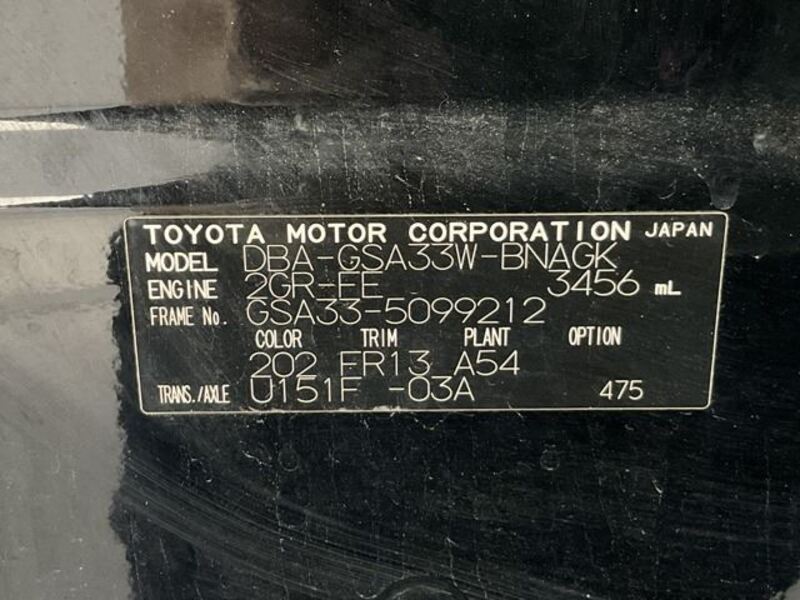 TOYOTA MOTOR CORPORATION JAPAN
MODEL DBA-GSA33W-BNAGK
ENGINE 2GR-FE 3456 mL
FRAME No. GSA33-5099212
COLOR TRIM PLANT OPTION
202 FR13 A54
TRANS./AXLE U151F -03A 475